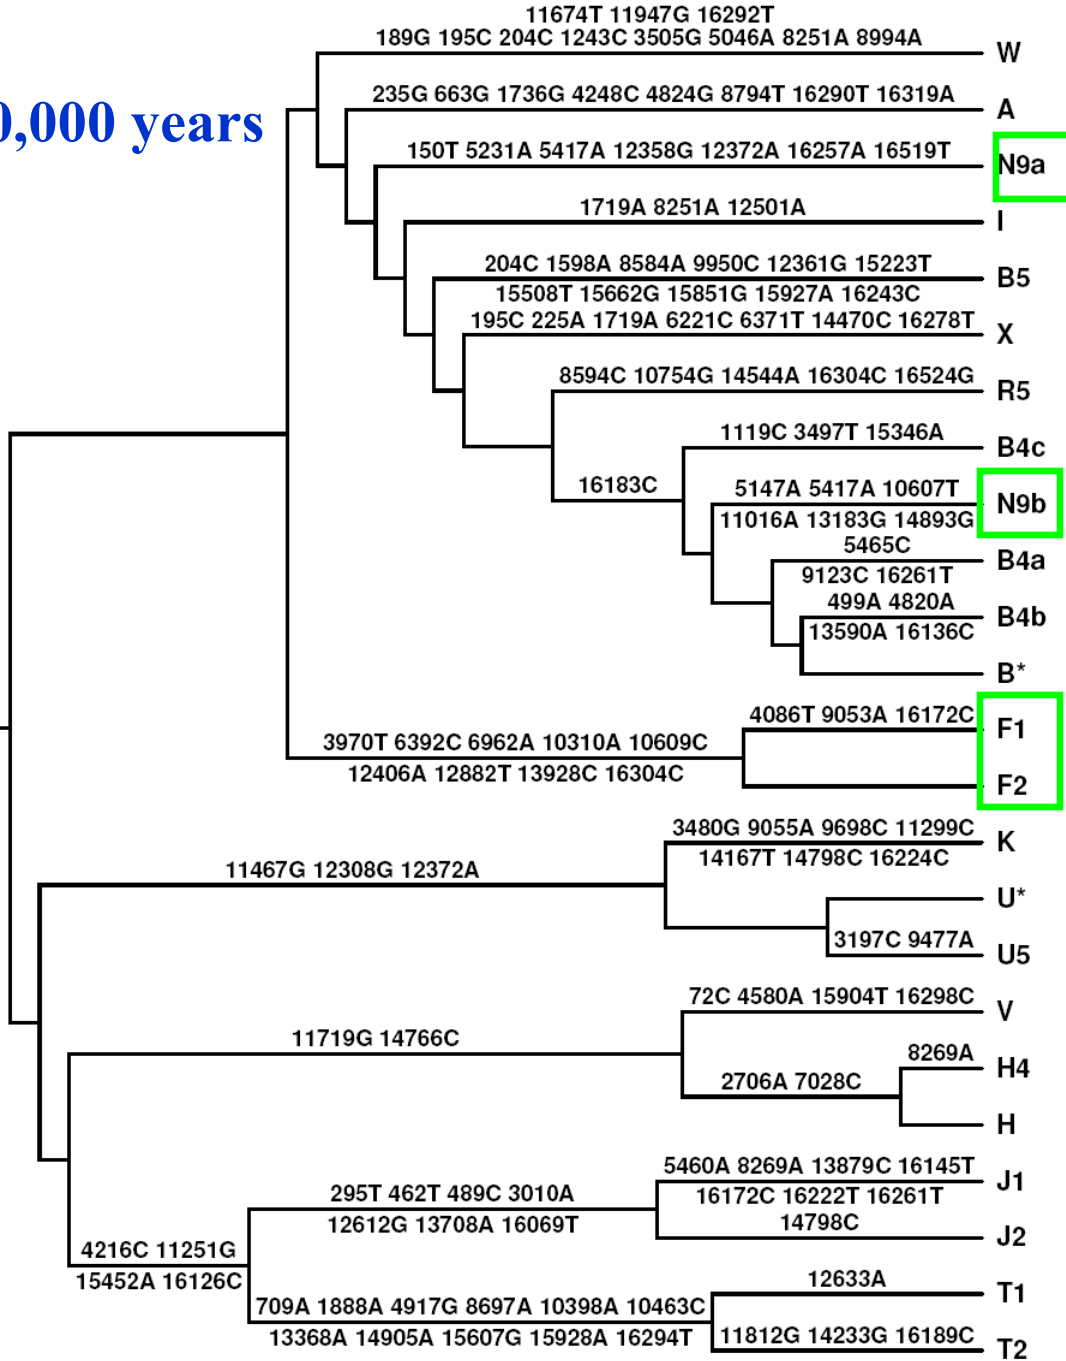 11674T 11947G 16292T
189G 195C 204C 1243C 3505G 5046A 8251A 8994A
W
235G 663G 1736G 4248C 4824G 8794T 16290T 16319A
A
0,000 years
150T 5231A 5417A 12358G 12372A 16257A 16519T
N9a
1719A 8251A 12501A
I
204C 1598A 8584A 9950C 12361G 15223T
B5
15508T 15662G 15851G 15927A 16243C
195C 225A 1719A 6221C 6371T 14470C 16278T
X
8594C 10754G 14544A 16304C 16524G
R5
1119C 3497T 15346A
B4c
16183C
5147A 5417A 10607T
N9b
11016A 13183G 14893G
5465C
B4a
9123C 16261T
499A 4820A
B4b
13590A 16136C
B*
4086T 9053A 16172C
F1
3970T 6392C 6962A 10310A 10609C
12406A 12882T 13928C 16304C
F2
3480G 9055A 9698C 11299C
K
14167T 14798C 16224C
11467G 12308G 12372A
U*
3197C 9477A
U5
72C 4580A 15904T 16298C
V
11719G 14766C
8269A
H4
2706A 7028C
H
5460A 8269A 13879C 16145T
J1
295T 462T 489C 3010A
16172C 16222T 16261T
12612G 13708A 16069T
14798C
J2
4216C 11251G
15452A 16126C
12633A
T1
709A 1888A 4917G 8697A 10398A 10463C
13368A 14905A 15607G 15928A 16294T
11812G 14233G 16189C
T2